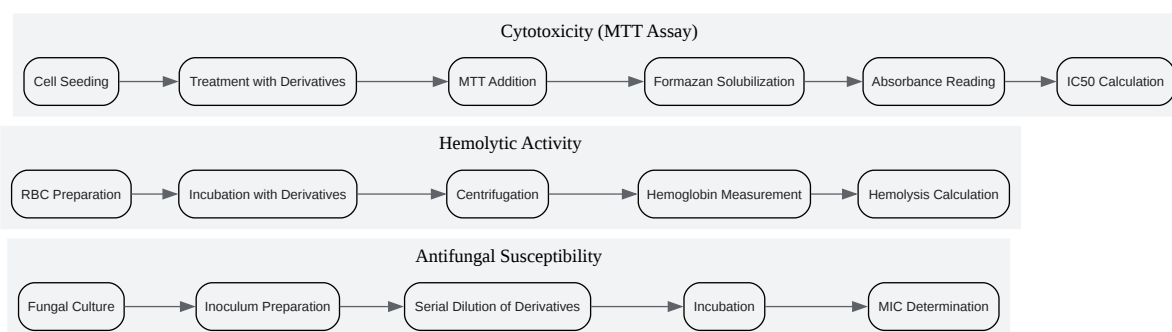 Cytotoxicity (MTT Assay)
Cell Seeding
Treatment with Derivatives
MTT Addition
Formazan Solubilization
Absorbance Reading
IC50 Calculation
Hemolytic Activity
RBC Preparation
Incubation with Derivatives
Centrifugation
Hemoglobin Measurement
Hemolysis Calculation
Antifungal Susceptibility
Fungal Culture
Inoculum Preparation
Serial Dilution of Derivatives
Incubation
MIC Determination